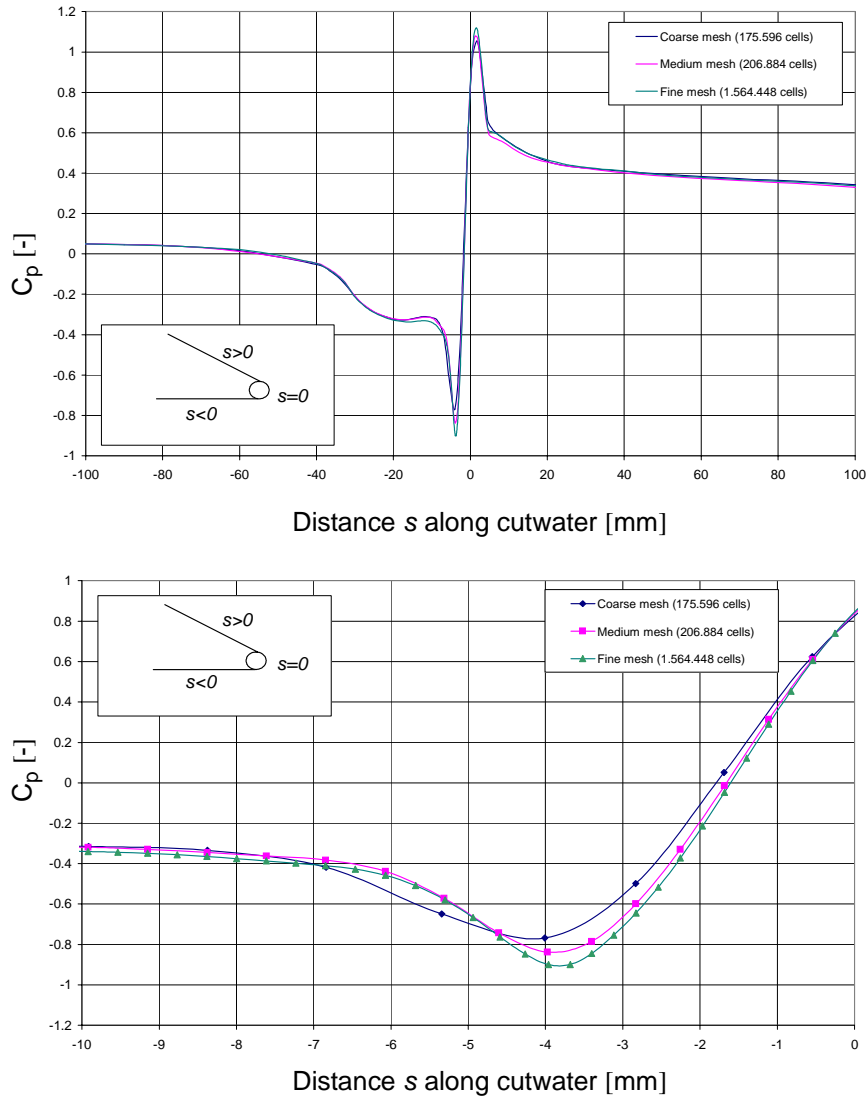 1.2
1
0.8
0.6
0.4
0.2
0
-0.2
-0.4
-0.6
-0.8
-1
Cp [-]
Coarse mesh (175.596 cells)
Medium mesh (206.884 cells)
Fine mesh (1.564.448 cells)
s>0
s=0
s<0
-100 -80 -60 -40 -20 0 20 40 60 80 100
Distance s along cutwater [mm]
1
0.8
0.6
0.4
0.2
0
-0.2
-0.4
-0.6
-0.8
-1
-1.2
Cp [-]
s>0
s=0
s<0
Coarse mesh (175.596 cells)
Medium mesh (206.884 cells)
Fine mesh (1.564.448 cells)
-10 -9 -8 -7 -6 -5 -4 -3 -2 -1 0
Distance s along cutwater [mm]